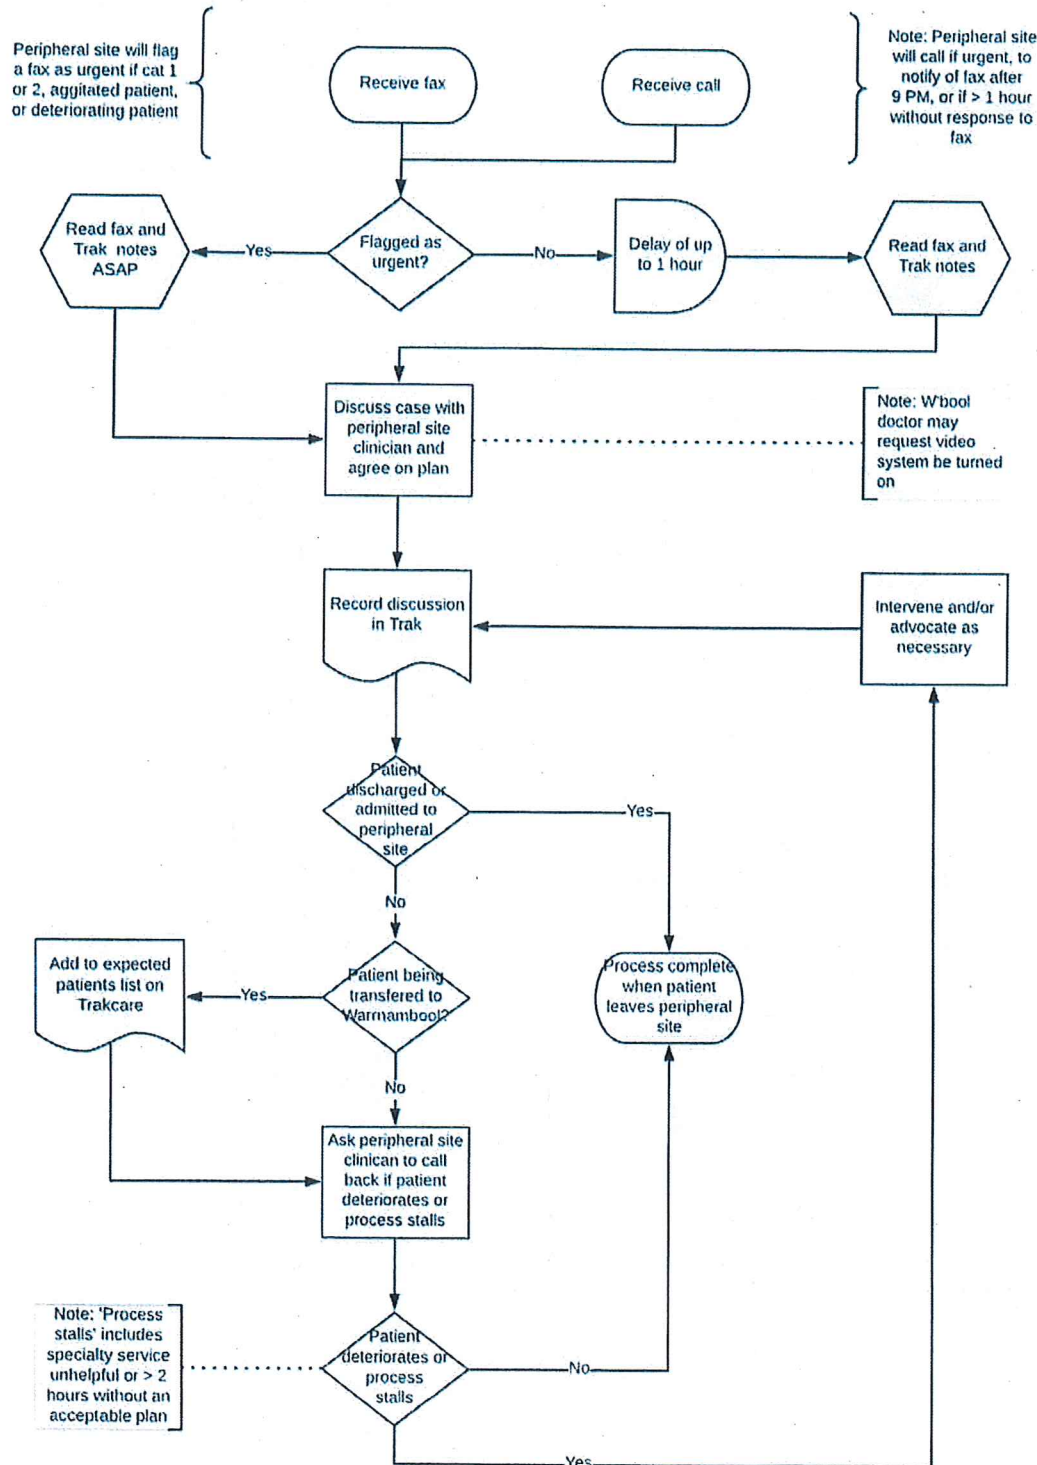 Peripheral site will flag
a fax as urgent if cat 1
or 2, aggitated patient,
or deteriorating patient
Receive fax
Receive call
Note: Peripheral site
will call if urgent, to
notify of fax after
9 PM, or if > 1 hour
without response to
fax
Read fax and
Trak notes
ASAP
Yes
Flagged as
urgent?
No
Delay of up
to 1 hour
Read fax and
Trak notes
Discuss case with
peripheral site
clinician and
agree on plan
Note: W'bool
doctor may
request video
system be turned
on
Record discussion
in Trak
Intervene and/or
advocate as
necessary
Patient
discharged or
admitted to
peripheral
site
Yes
No
Add to expected
patients list on
Trakcare
Yes
Patient being
transfered to
Warrnambool?
Process complete
when patient
leaves peripheral
site
No
Ask peripheral site
clinican to call
back if patient
deteriorates or
process stalls
Note: 'Process
stalls' includes
specialty service
unhelpful or > 2
hours without an
acceptable plan
Patient
deteriorates or
process
stalls
No
Yes